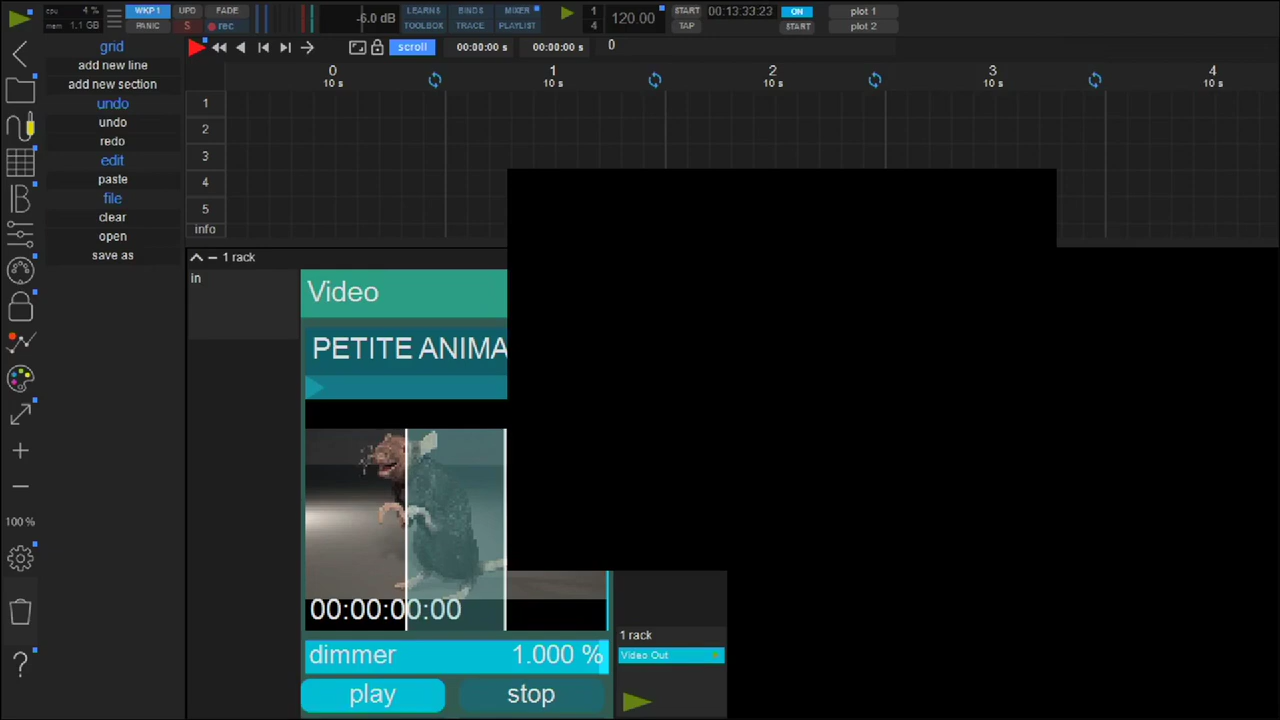 cpu 4 % WKP1 UPD FADE LEARNS BINDS MIXER 1 START 00:13:33:23 ON plot 1
mem 1.1 GB PANIC S rec -6.0 dB TOOLBOX TRACE PLAYLIST 4 120.00 TAP START plot 2
grid
scroll 00:00:00 s 00:00:00 s 0
add new line
add new section
undo
undo
redo
edit
paste
file
clear
open
save as
100 %
?
0 1 2 3 4
10 s 10 s 10 s 10 s 10 s
1
2
3
4
5
info
1 rack
in
Video
PETITE ANIMA
00:00:00:00
dimmer 1.000 %
play stop
1 rack
Video Out